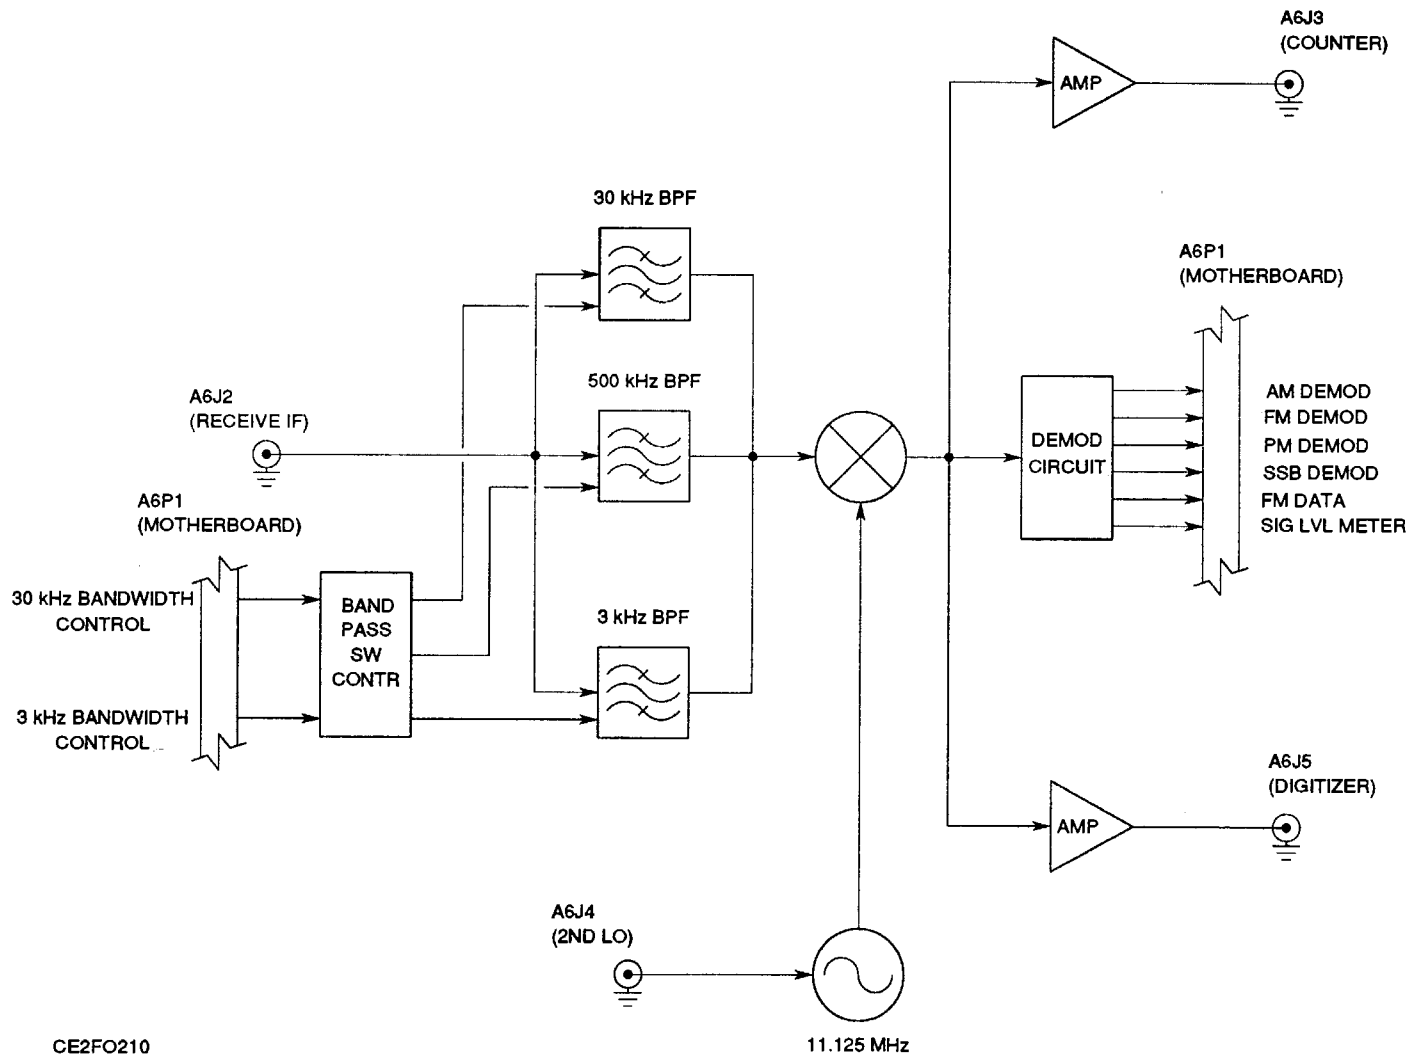 A6J3
(COUNTER)
AMP
30 kHz BPF
A6P1
(MOTHERBOARD)
500 kHz BPF
A6J2
(RECEIVE IF)
AM DEMOD
FM DEMOD
PM DEMOD
SSB DEMOD
FM DATA
SIG LVL METER
DEMOD
CIRCUIT
A6P1
(MOTHERBOARD)
30 kHz BANDWIDTH
CONTROL
BAND
PASS
SW
CONTR
3 kHz BPF
3 kHz BANDWIDTH
CONTROL
A6J5
(DIGITIZER)
AMP
A6J4
(2ND LO)
11.125 MHz
CE2FO210